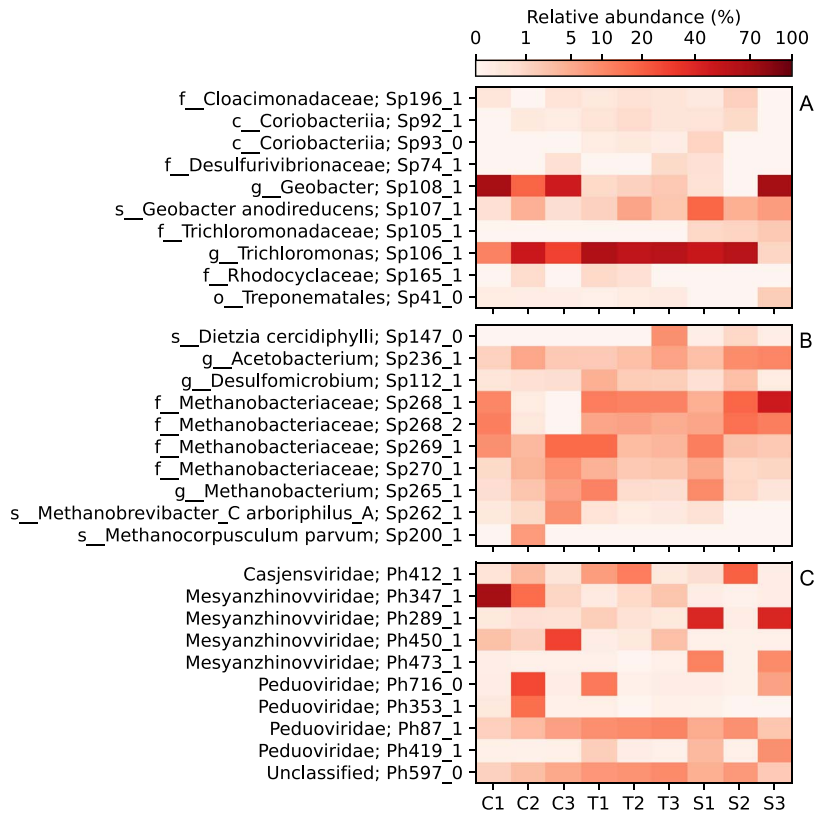 Relative abundance (%)
0 1 5 10 20 40 70 100
A
f__Cloacimonadaceae; Sp196_1
c__Coriobacteriia; Sp92_1
c__Coriobacteriia; Sp93_0
f__Desulfurivibrionaceae; Sp74_1
g__Geobacter; Sp108_1
s__Geobacter anodireducens; Sp107_1
f__Trichloromonadaceae; Sp105_1
g__Trichloromonas; Sp106_1
f__Rhodocyclaceae; Sp165_1
o__Treponematales; Sp41_0
B
s__Dietzia cercidiphylli; Sp147_0
g__Acetobacterium; Sp236_1
g__Desulfomicrobium; Sp112_1
f__Methanobacteriaceae; Sp268_1
f__Methanobacteriaceae; Sp268_2
f__Methanobacteriaceae; Sp269_1
f__Methanobacteriaceae; Sp270_1
g__Methanobacterium; Sp265_1
s__Methanobrevibacter_C arboriphilus_A; Sp262_1
s__Methanocorpusculum parvum; Sp200_1
C
Casjensviridae; Ph412_1
Mesyanzhinovviridae; Ph347_1
Mesyanzhinovviridae; Ph289_1
Mesyanzhinovviridae; Ph450_1
Mesyanzhinovviridae; Ph473_1
Peduoviridae; Ph716_0
Peduoviridae; Ph353_1
Peduoviridae; Ph87_1
Peduoviridae; Ph419_1
Unclassified; Ph597_0
C1 C2 C3 T1 T2 T3 S1 S2 S3